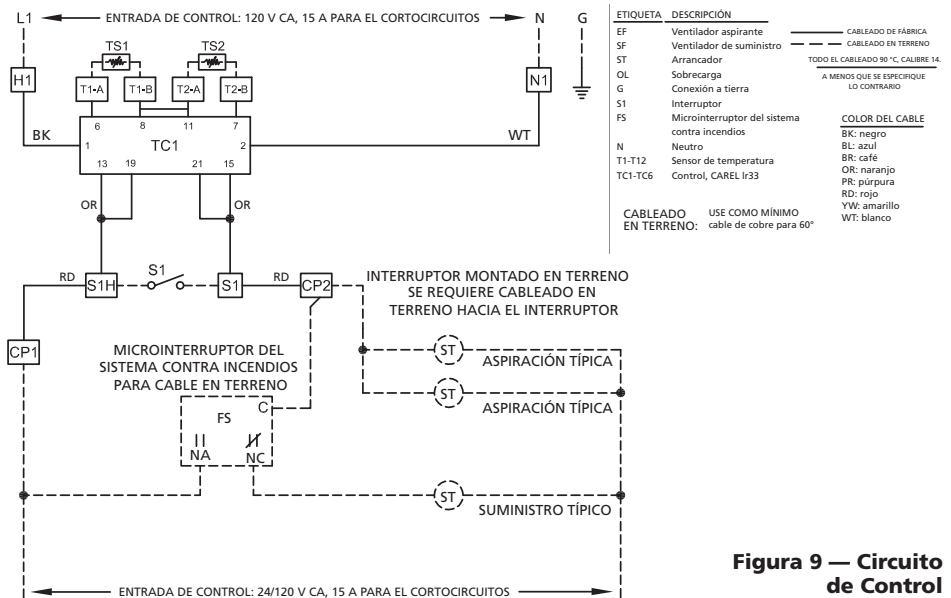 L1
ENTRADA DE CONTROL: 120 V CA, 15 A PARA EL CORTOCIRCUITOS
N
G
TS1
TS2
H1
T1-A
T1-B
T2-A
T2-B
N1
6
8
11
7
BK
1
TC1
2
WT
13
19
21
15
OR
OR
RD
S1H
S1
S1
RD
CP2
INTERRUPTOR MONTADO EN TERRENO
SE REQUIERE CABLEADO EN
TERRENO HACIA EL INTERRUPTOR
CP1
MICROINTERRUPTOR DEL
SISTEMA CONTRA INCENDIOS
PARA CABLE EN TERRENO
ST
ASPIRACIÓN TÍPICA
ST
ASPIRACIÓN TÍPICA
C
FS
NA
NC
ST
SUMINISTRO TÍPICO
ENTRADA DE CONTROL: 24/120 V CA, 15 A PARA EL CORTOCIRCUITOS
ETIQUETA DESCRIPCIÓN
EF Ventilador aspirante
SF Ventilador de suministro
ST Arrancador
OL Sobrecarga
G Conexión a tierra
S1 Interruptor
FS Microinterruptor del sistema
contra incendios
N Neutro
T1-T12 Sensor de temperatura
TC1-TC6 Control, CAREL Ir33
CABLEADO DE FÁBRICA
CABLEADO EN TERRENO
TODO EL CABLEADO 90 °C, CALIBRE 14.
A MENOS QUE SE ESPECIFIQUE
LO CONTRARIO
COLOR DEL CABLE
BK: negro
BL: azul
BR: café
OR: naranjo
PR: púrpura
RD: rojo
YW: amarillo
WT: blanco
CABLEADO
EN TERRENO:
USE COMO MÍNIMO
cable de cobre para 60°
Figura 9 — Circuito
de Control